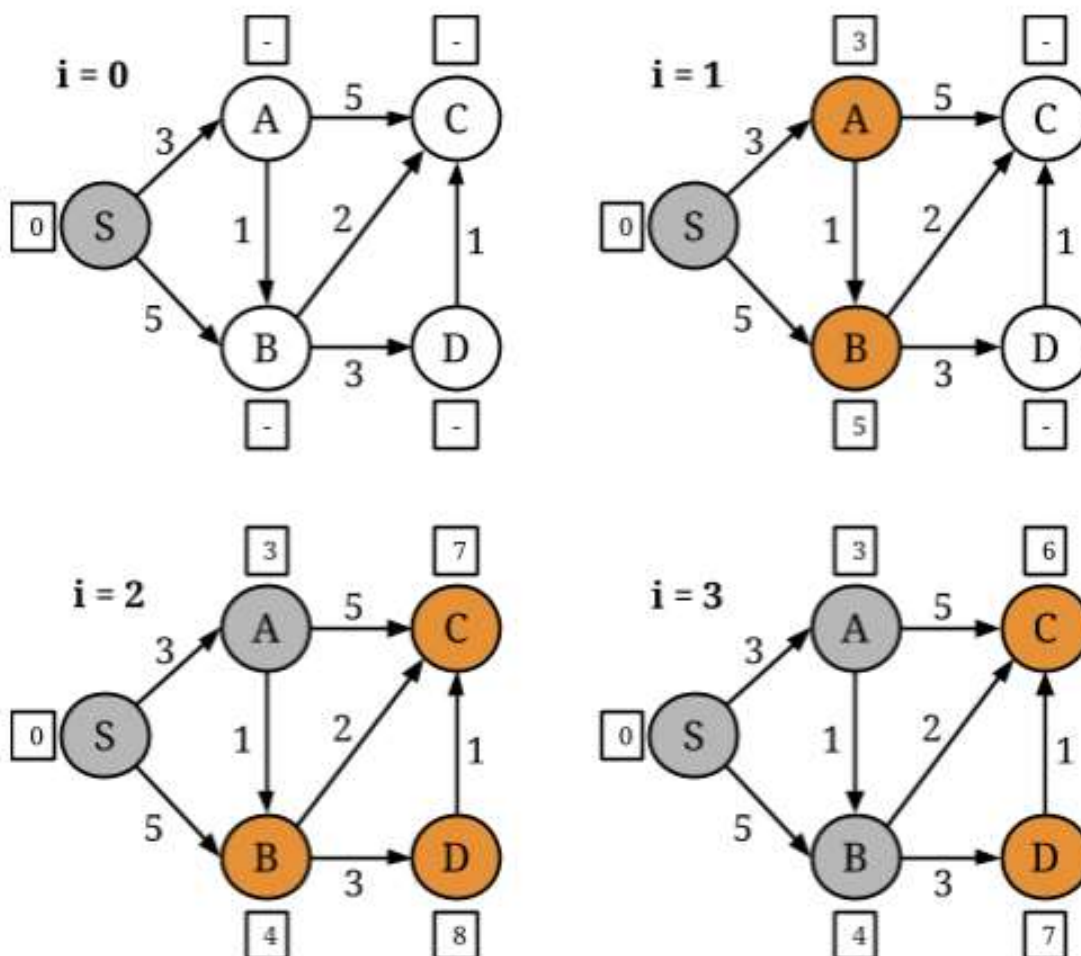 - - 3 -
i = 0 A 5 C i = 1 A 5 C
3 3
0 S 1 2 1 0 S 1 2 1
5 B 3 D 5 B 3 D
- - 5 -
3 7 3 6
i = 2 A 5 C i = 3 A 5 C
3 3
0 S 1 2 1 0 S 1 2 1
5 B 3 D 5 B 3 D
4 8 4 7